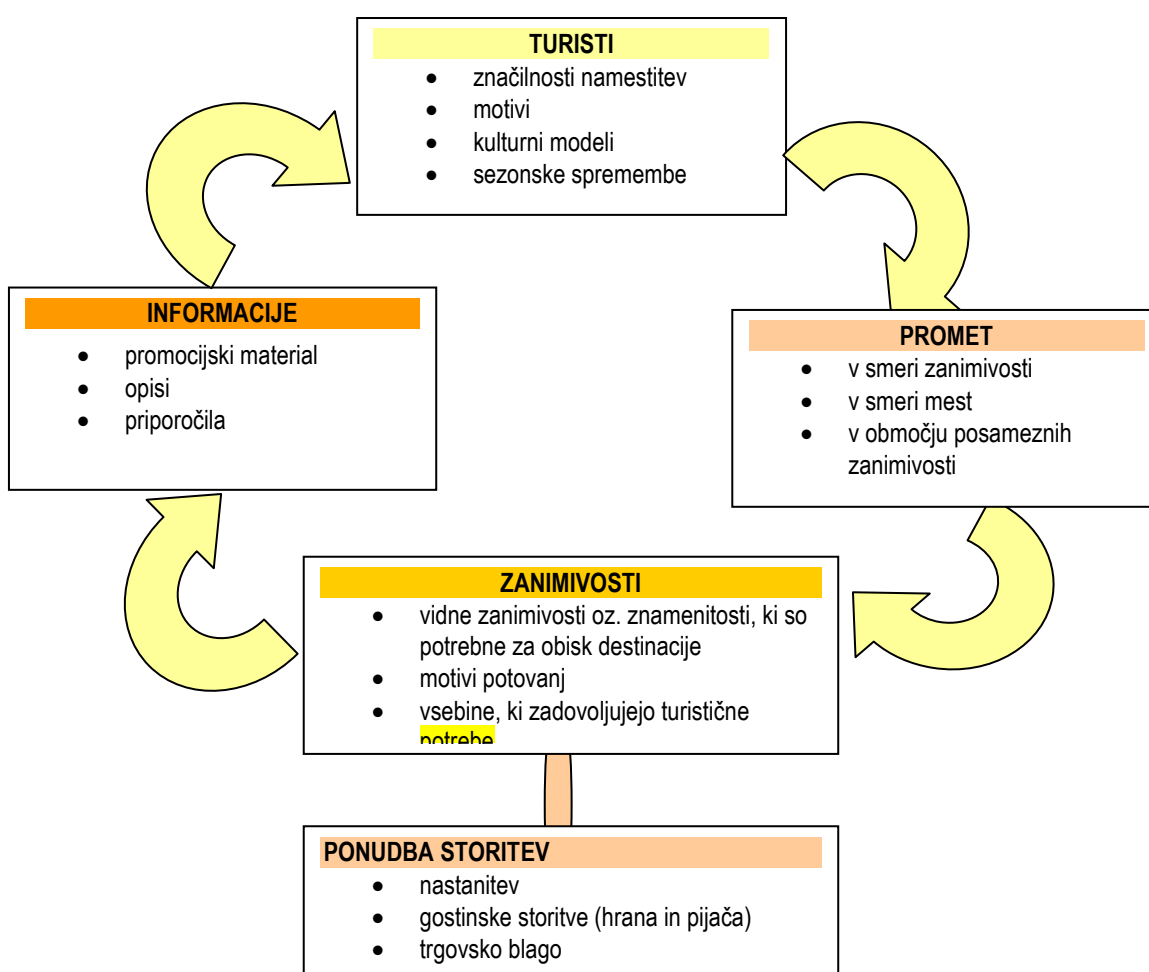 TURISTI
• značilnosti namestitev
• motivi
• kulturni modeli
• sezonske spremembe
INFORMACIJE
• promocijski material
• opisi
• priporočila
PROMET
• v smeri zanimivosti
• v smeri mest
• v območju posameznih
zanimivosti
ZANIMIVOSTI
• vidne zanimivosti oz. znamenitosti, ki so
potrebne za obisk destinacije
• motivi potovanj
• vsebine, ki zadovoljujejo turistične
potrebe
PONUDBA STORITEV
• nastanitev
• gostinske storitve (hrana in pijača)
• trgovsko blago